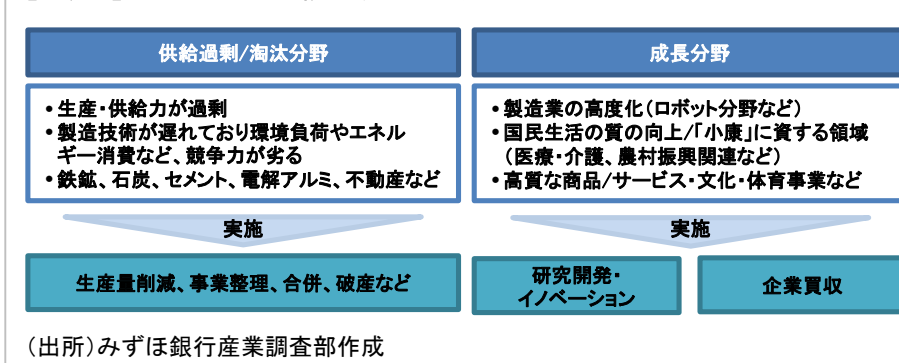 供給過剰/淘汰分野
・生産・供給力が過剰
・製造技術が遅れており環境負荷やエネル
ギー消費など、競争力が劣る
・鉄鉱、石炭、セメント、電解アルミ、不動産など
実施
生産量削減、事業整理、合併、破産など
成長分野
・製造業の高度化(ロボット分野など)
・国民生活の質の向上/「小康」に資する領域
(医療・介護、農村振興関連など)
・高質な商品/サービス・文化・体育事業など
実施
研究開発・
イノベーション
企業買収
(出所)みずほ銀行産業調査部作成